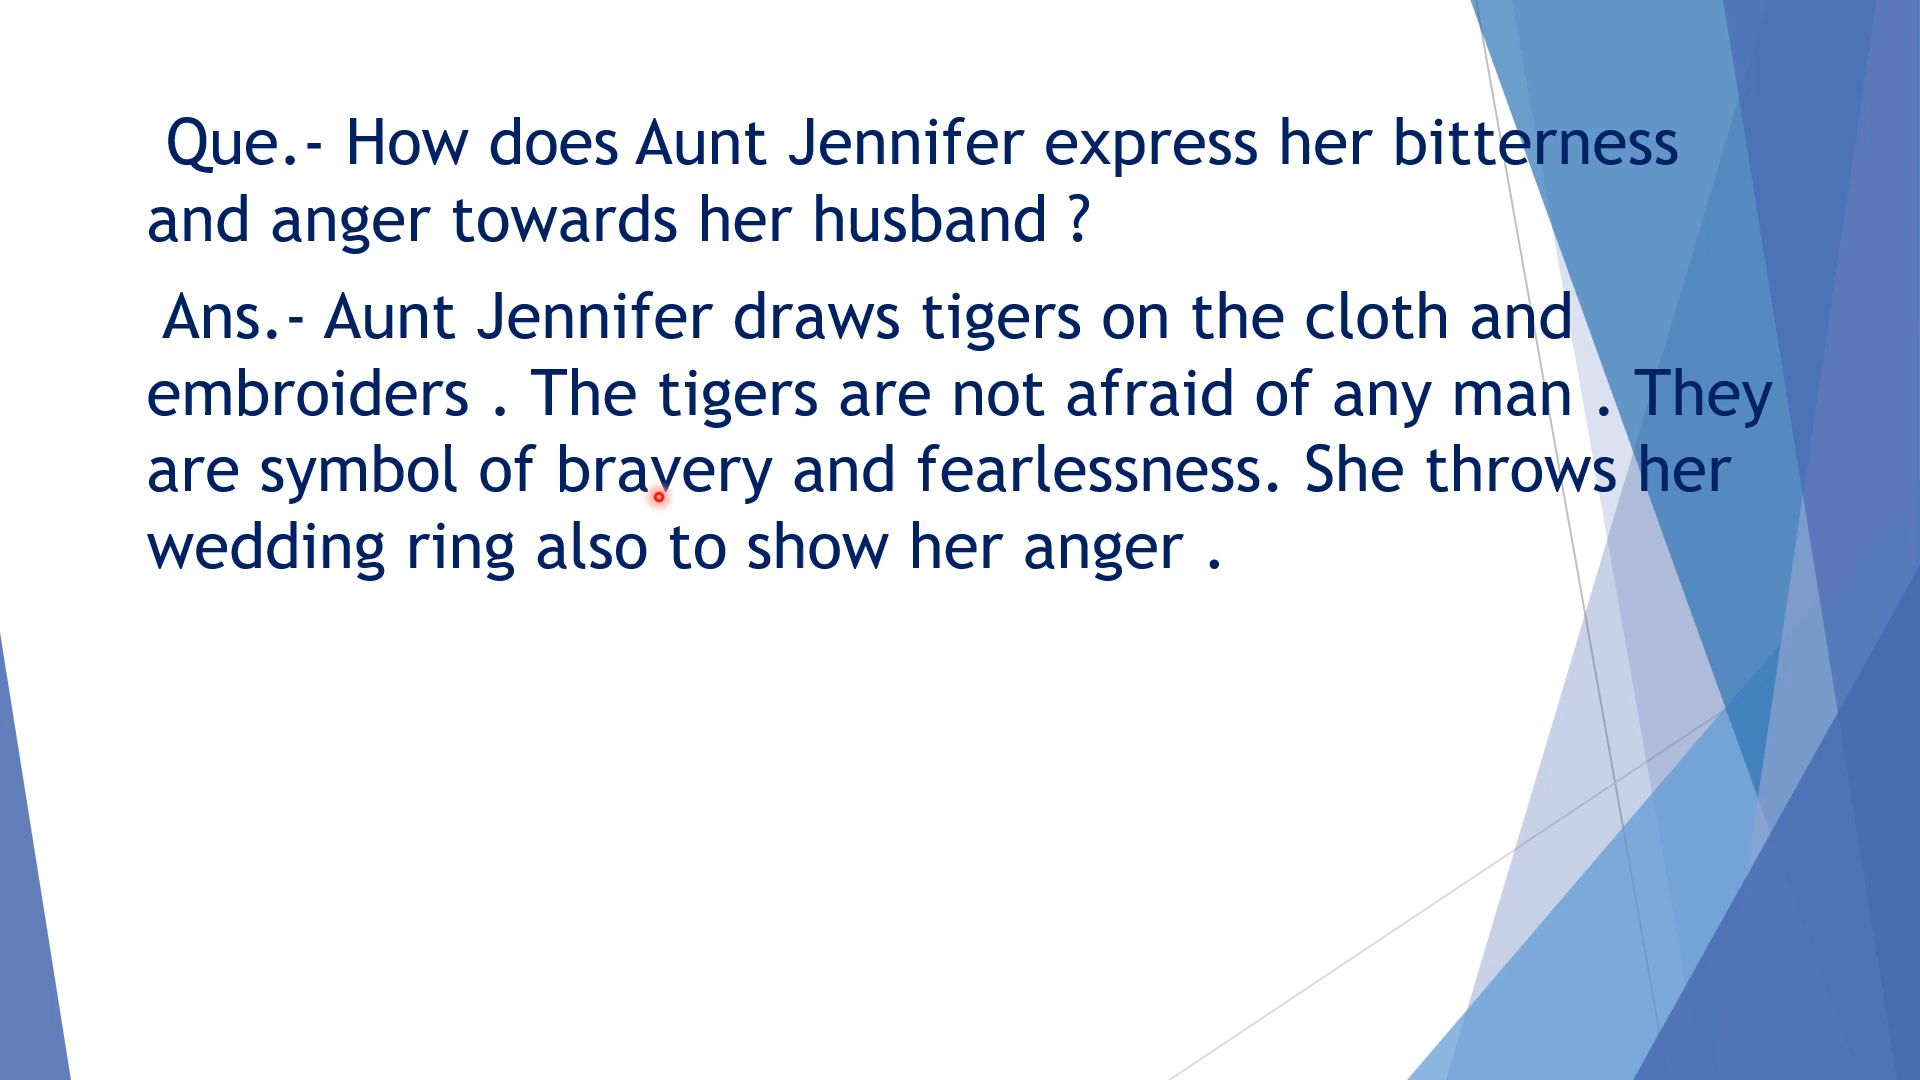 Que.- How does Aunt Jennifer express her bitterness
and anger towards her husband ?
Ans.- Aunt Jennifer draws tigers on the cloth and
embroiders . The tigers are not afraid of any man . They
are symbol of bravery and fearlessness. She throws her
wedding ring also to show her anger .